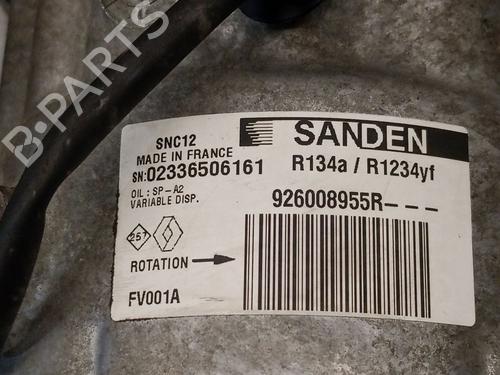 B-PARTS
SNC12
MADE IN FRANCE
SN:02336506161
OIL : SP-A2
VARIABLE DISP.
257
ROTATION
FV001A
SANDEN
R134a / R1234yf
926008955R---